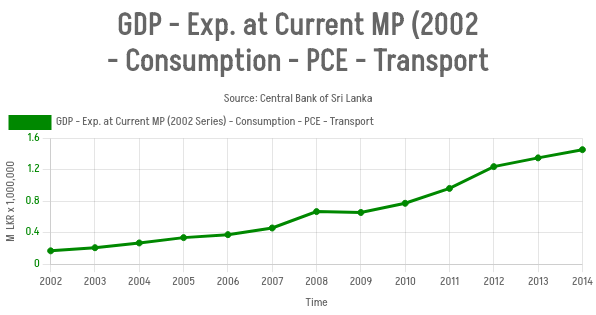 GDP - Exp. at Current MP (2002
- Consumption - PCE - Transport
Source: Central Bank of Sri Lanka
GDP - Exp. at Current MP (2002 Series) - Consumption - PCE - Transport
M LKR x 1,000,000
1.6
1.2
0.8
0.4
0
2002 2003 2004 2005 2006 2007 2008 2009 2010 2011 2012 2013 2014
Time